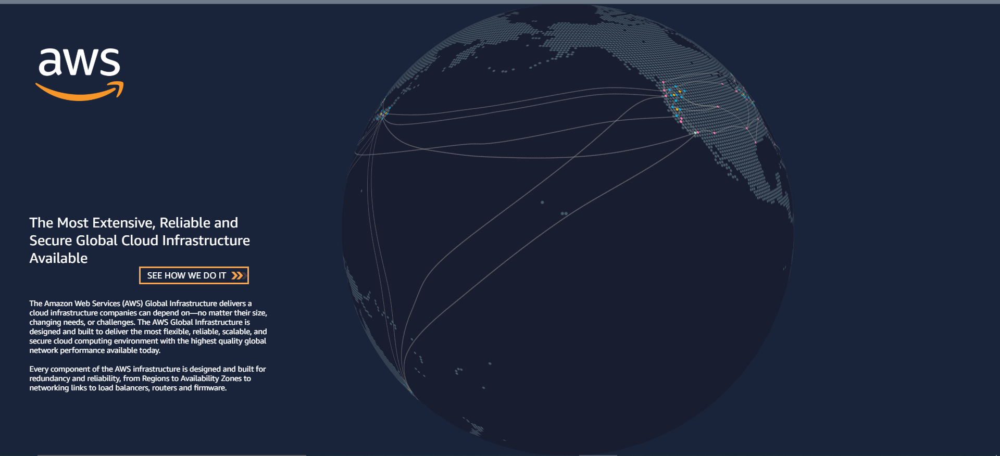 aws
The Most Extensive, Reliable and
Secure Global Cloud Infrastructure
Available
SEE HOW WE DO IT
The Amazon Web Services (AWS) Global Infrastructure delivers a
cloud infrastructure companies can depend on—no matter their size,
changing needs, or challenges. The AWS Global Infrastructure is
designed and built to deliver the most flexible, reliable, scalable, and
secure cloud computing environment with the highest quality global
network performance available today.
Every component of the AWS infrastructure is designed and built for
redundancy and reliability, from Regions to Availability Zones to
networking links to load balancers, routers and firmware.